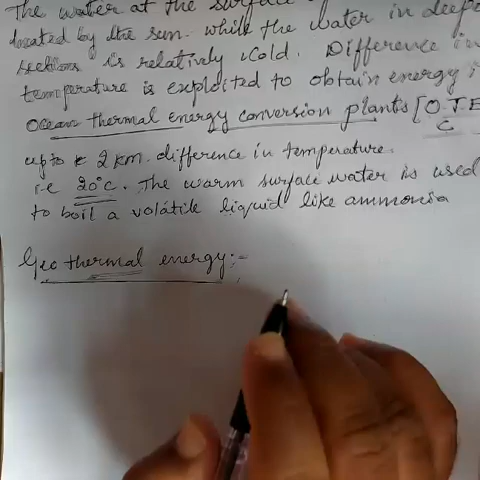 The water at the surface
heated by the sun while the water in deepe
sections is relatively cold. Difference in
temperature is exploited to obtain energy i
Ocean thermal energy conversion plants [O.T.E
C
upto 2 km. difference in temperature.
i.e 20°C. The warm surface water is used
to boil a volatile liquid like ammonia
Geo thermal energy:-